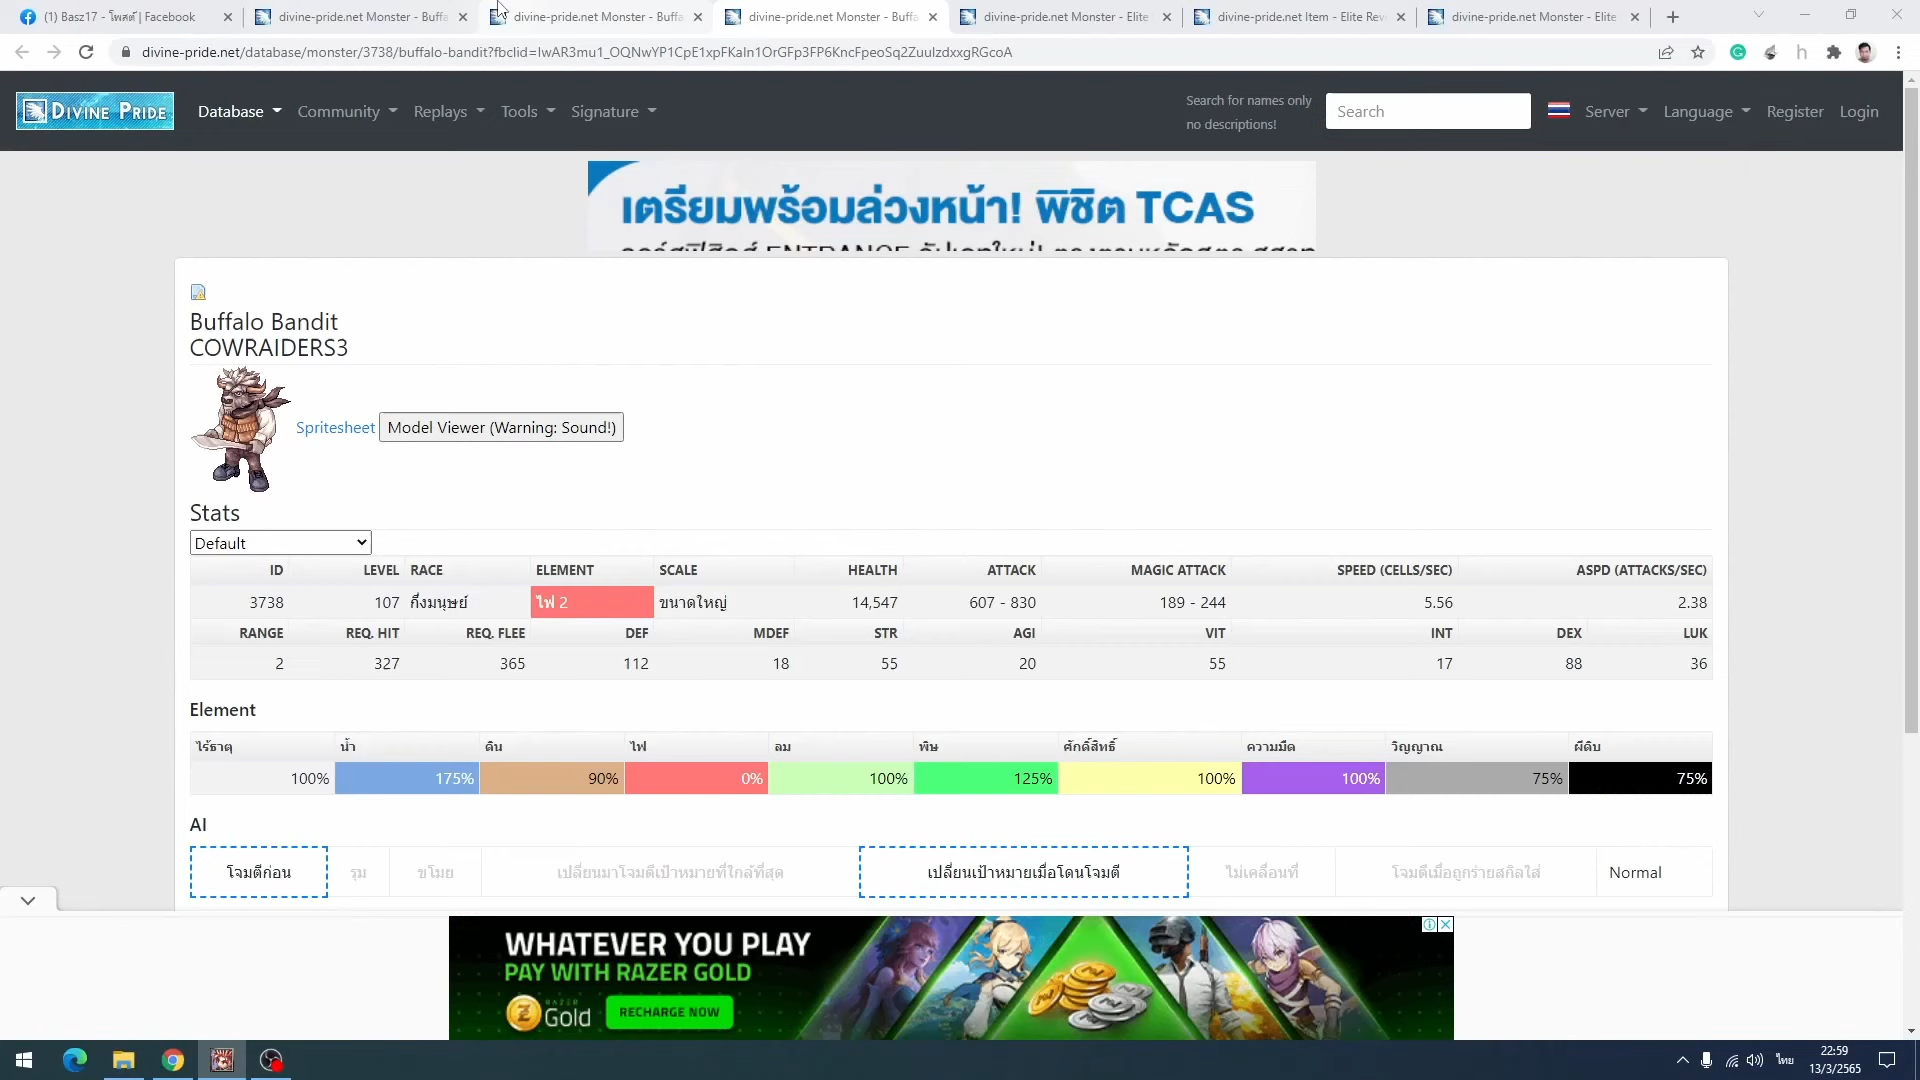 (1) Basz17 - โพสต์ | Facebook
divine-pride.net Monster - Buffa
divine-pride.net Monster - Buffa
divine-pride.net Monster - Buffa
divine-pride.net Monster - Elite
divine-pride.net Item - Elite Rev
divine-pride.net Monster - Elite
divine-pride.net/database/monster/3738/buffalo-bandit?fbclid=IwAR3mu1_OQNwYP1CpE1xpFKaIn1OrGFp3FP6KncFpeoSq2ZuulzdxxgRGcoA
DIVINE PRIDE
Database Community Replays Tools Signature
Search for names only
no descriptions!
Search
Server Language Register Login
เตรียมพร้อมล่วงหน้า! พิชิต TCAS
Buffalo Bandit
COWRAIDERS3
Spritesheet Model Viewer (Warning: Sound!)
Stats
Default
ID LEVEL RACE ELEMENT SCALE HEALTH ATTACK MAGIC ATTACK SPEED (CELLS/SEC) ASPD (ATTACKS/SEC)
3738 107 กึ่งมนุษย์ ไฟ 2 ขนาดใหญ่ 14,547 607 - 830 189 - 244 5.56 2.38
RANGE REQ. HIT REQ. FLEE DEF MDEF STR AGI VIT INT DEX LUK
2 327 365 112 18 55 20 55 17 88 36
Element
ไร้ธาตุ น้ำ ดิน ไฟ ลม พิษ ศักดิ์สิทธิ์ ความมืด วิญญาณ ผีดิบ
100% 175% 90% 0% 100% 125% 100% 100% 75% 75%
AI
โจมตีก่อน รุม ขโมย เปลี่ยนมาโจมตีเป้าหมายที่ใกล้ที่สุด เปลี่ยนเป้าหมายเมื่อโดนโจมตี ไม่เคลื่อนที่ โจมตีเมื่อถูกร่ายสกิลใส่ Normal
WHATEVER YOU PLAY
PAY WITH RAZER GOLD
RAZER
Gold
RECHARGE NOW
ไทย
22:59
13/3/2565